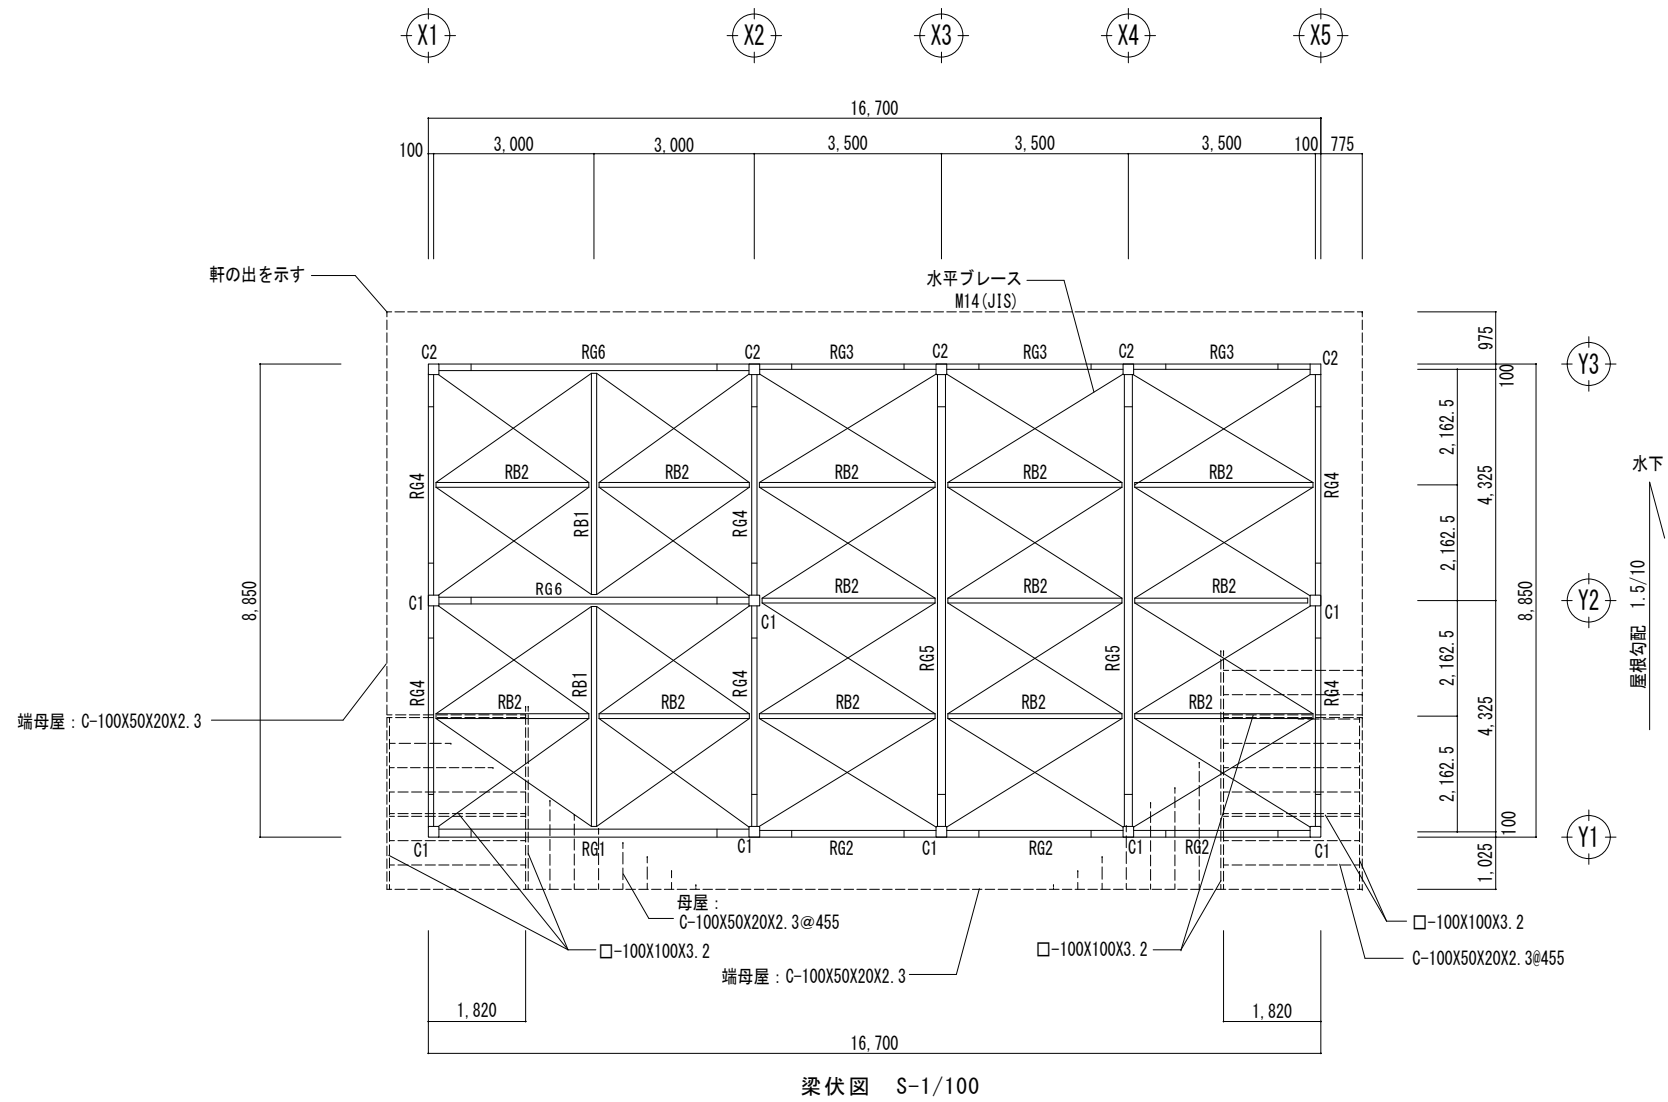 X1
X2
X3
X4
X5
16,700
100
3,000
3,000
3,500
3,500
3,500
100
775
軒の出を示す
水平ブレース
M14(JIS)
975
C2
RG6
C2
RG3
C2
RG3
C2
RG3
C2
Y3
100
2,162.5
水下
RB2
RB2
RB2
RB2
RB2
RG4
RG4
4,325
RB1
RG4
2,162.5
RG6
RB2
RB2
RB2
8,850
C1
C1
C1
Y2
8,850
屋根勾配 1.5/10
RG5
RG5
2,162.5
RG4
RB1
RG4
RG4
RB2
RB2
RB2
RB2
RB2
端母屋:C-100X50X20X2.3
4,325
2,162.5
100
Y1
C1
RG1
C1
RG2
C1
RG2
C1
RG2
C1
1,025
母屋:
C-100X50X20X2.3@455
□-100X100X3.2
□-100X100X3.2
□-100X100X3.2
C-100X50X20X2.3@455
端母屋:C-100X50X20X2.3
1,820
1,820
16,700
梁伏図 S-1/100